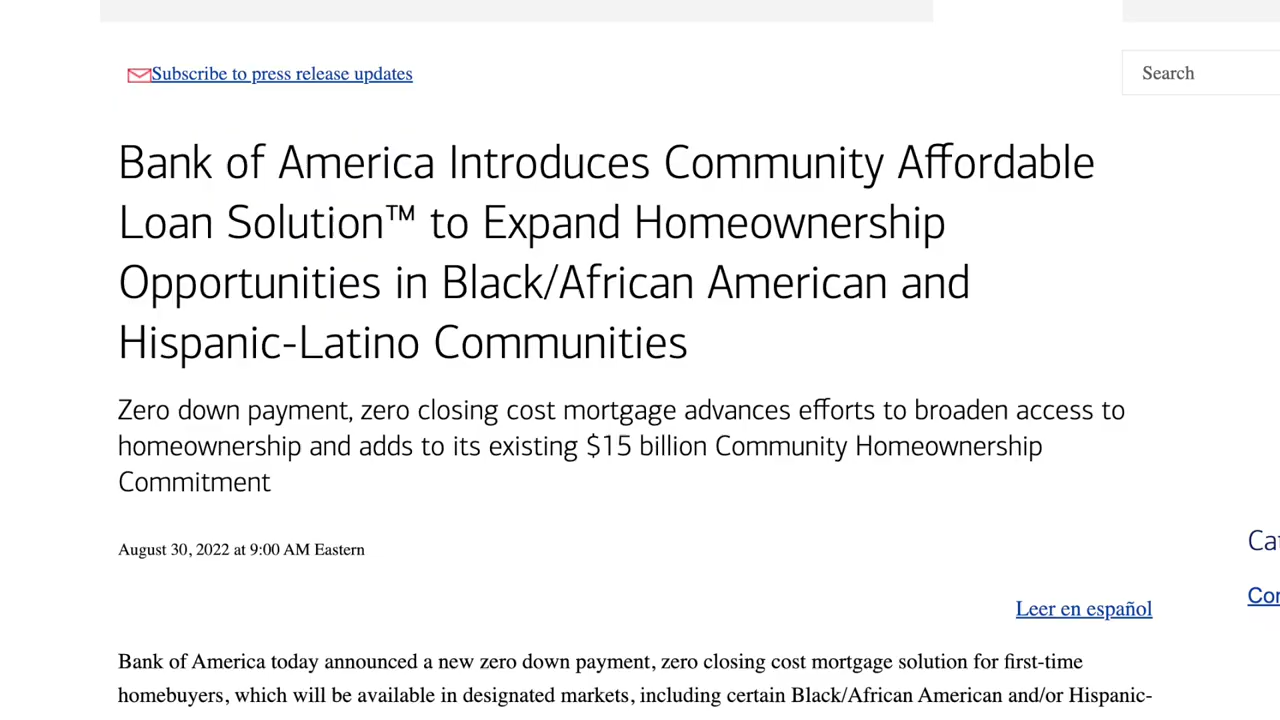 Subscribe to press release updates
Search
Bank of America Introduces Community Affordable
Loan Solution™ to Expand Homeownership
Opportunities in Black/African American and
Hispanic-Latino Communities
Zero down payment, zero closing cost mortgage advances efforts to broaden access to
homeownership and adds to its existing $15 billion Community Homeownership
Commitment
August 30, 2022 at 9:00 AM Eastern
Leer en español
Bank of America today announced a new zero down payment, zero closing cost mortgage solution for first-time
homebuyers, which will be available in designated markets, including certain Black/African American and/or Hispanic-